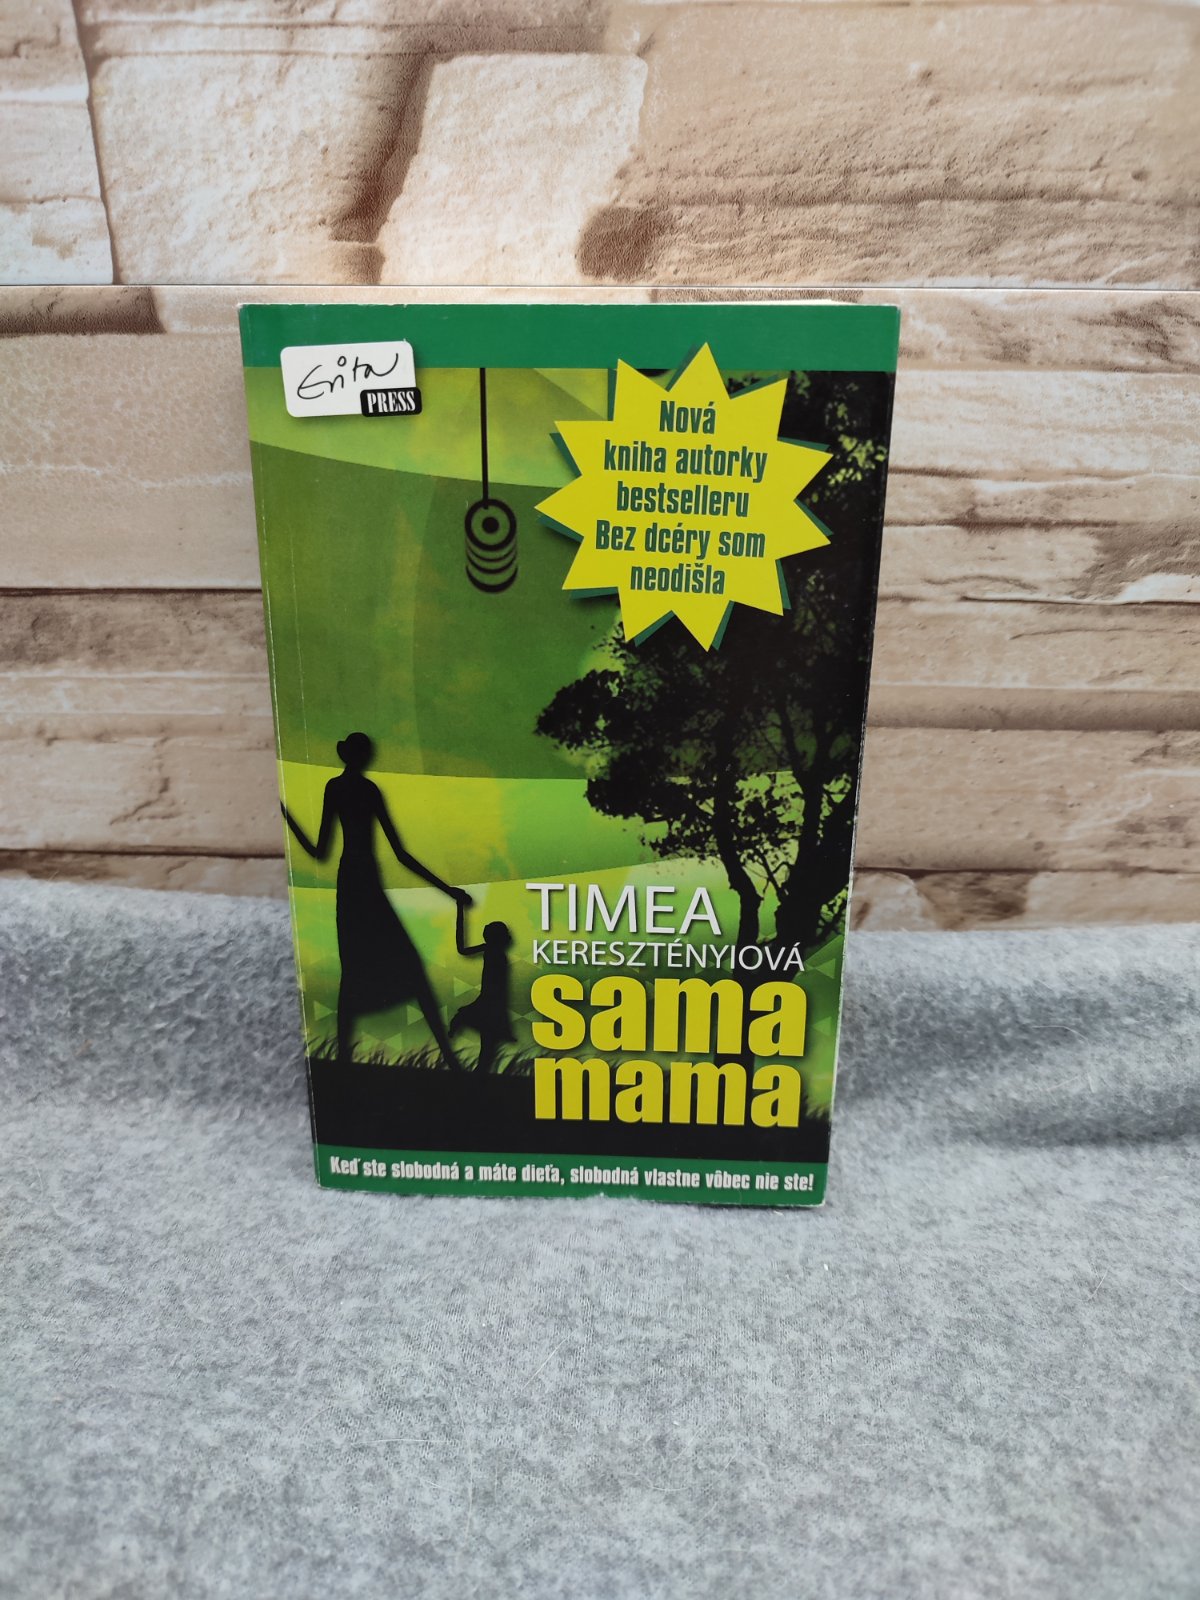 Evita
PRESS
Nová
kniha autorky
bestselleru
Bez dcéry som
neodišla
TIMEA
KERESZTÉNYIOVÁ
sama
mama
Keď ste slobodná a máte dieťa, slobodná vlastne vôbec nie ste!